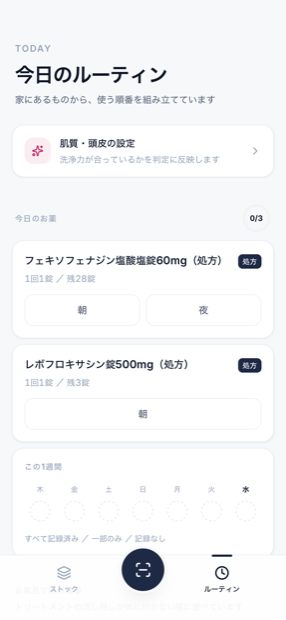 TODAY
今日のルーティン
家にあるものから、使う順番を組み立てています
肌質・頭皮の設定
洗浄力が合っているかを判定に反映します
今日のお薬
0/3
フェキソフェナジン塩酸塩錠60mg（処方）
処方
1回1錠 ／ 残28錠
朝
夜
レボフロキサシン錠500mg（処方）
処方
1回1錠 ／ 残3錠
朝
この1週間
木 金 土 日 月 火 水
すべて記録済み ／ 一部のみ ／ 記録なし
ストック
ルーティン